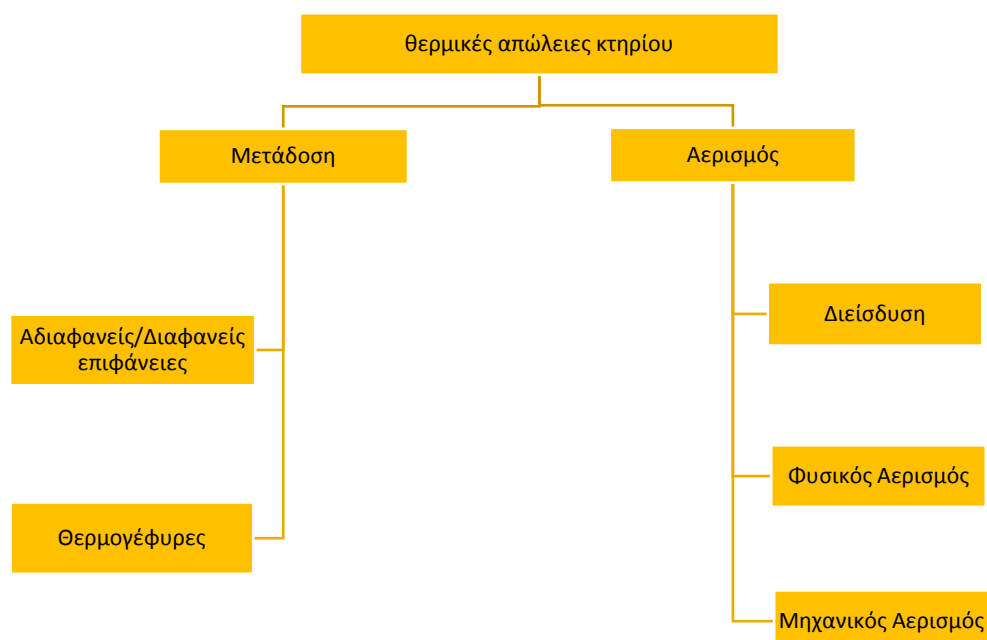 θερμικές απώλειες κτηρίου
Μετάδοση
Αερισμός
Αδιαφανείς/Διαφανείς
επιφάνειες
Διείσδυση
Φυσικός Αερισμός
Θερμογέφυρες
Μηχανικός Αερισμός